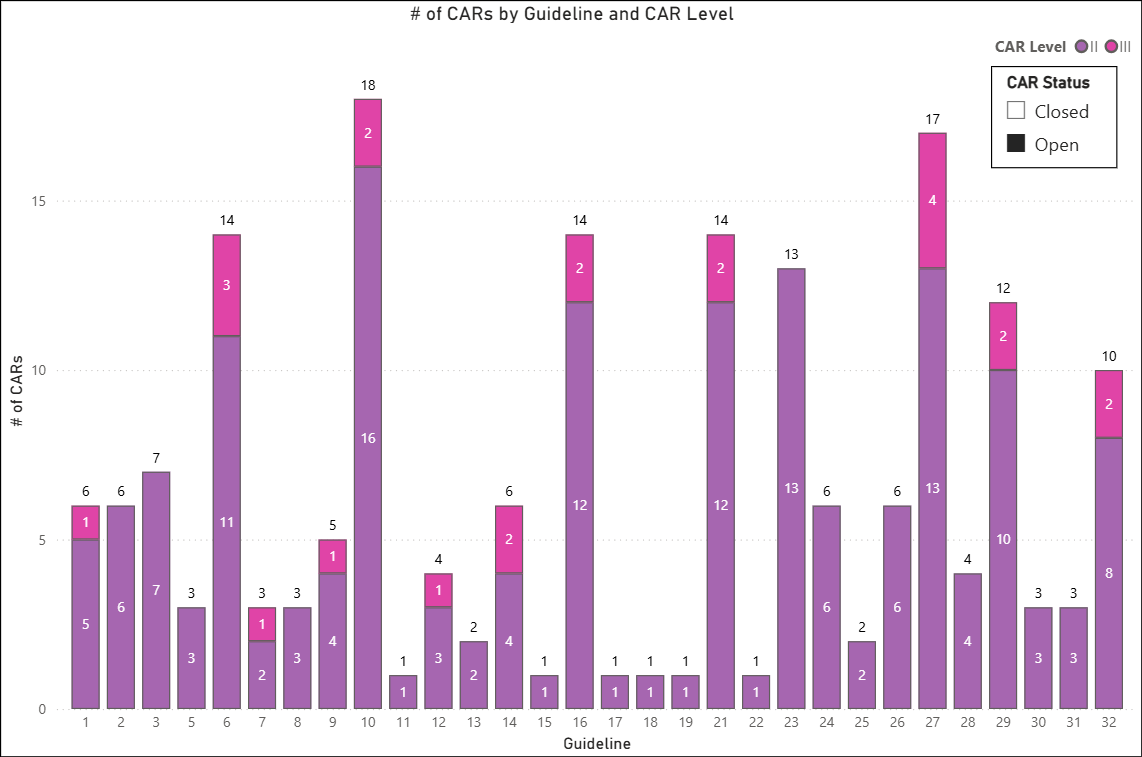 # of CARs by Guideline and CAR Level
CAR Level II III
CAR Status
Closed
Open
# of CARs
15
10
5
0
6 6 7 3 14 3 3 5 18 1 4 2 6 1 14 1 1 1 14 1 13 6 2 6 17 4 12 3 3 10
1 3 1 1 2 1 2 2 2 4 2 2
5 6 7 3 11 2 3 4 16 1 3 2 4 1 12 1 1 1 12 1 13 6 2 6 13 4 10 3 3 8
1 2 3 5 6 7 8 9 10 11 12 13 14 15 16 17 18 19 21 22 23 24 25 26 27 28 29 30 31 32
Guideline